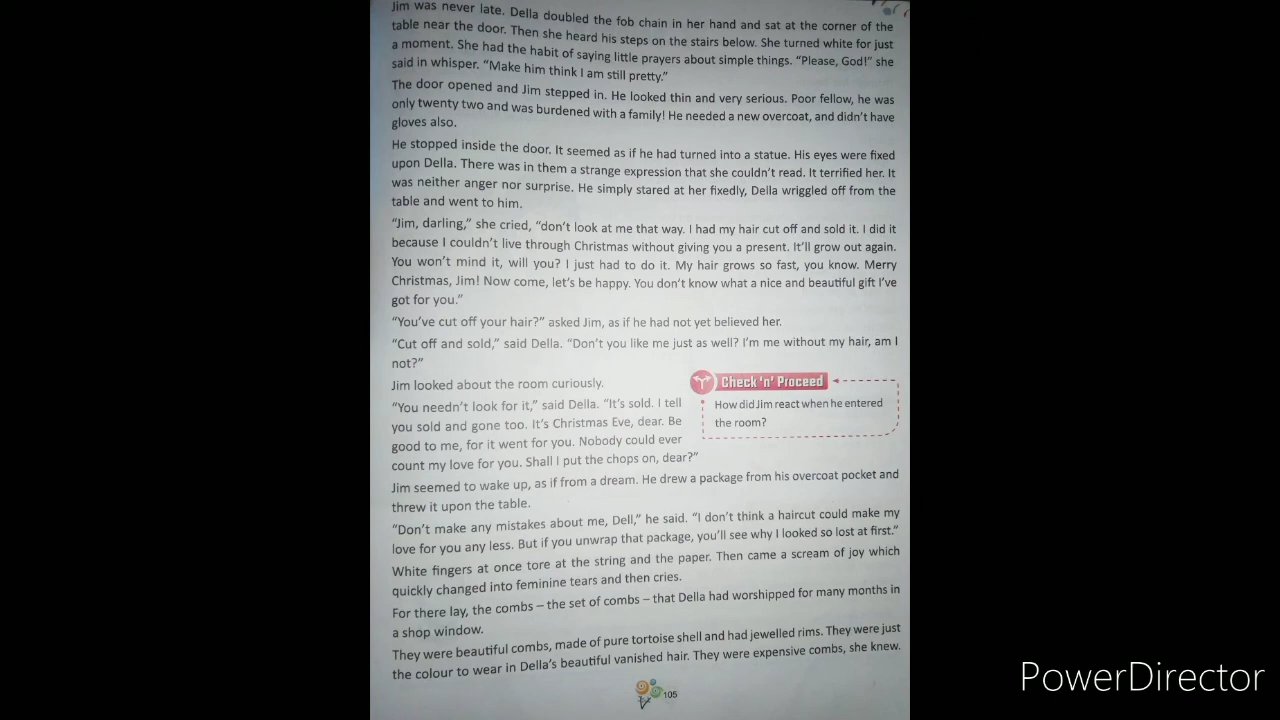 Jim was never late. Della doubled the fob chain in her hand and sat at the corner of the
table near the door. Then she heard his steps on the stairs below. She turned white for just
a moment. She had the habit of saying little prayers about simple things. “Please, God!” she
said in whisper. “Make him think I am still pretty.”
The door opened and Jim stepped in. He looked thin and very serious. Poor fellow, he was
only twenty two and was burdened with a family! He needed a new overcoat, and didn’t have
gloves also.
He stopped inside the door. It seemed as if he had turned into a statue. His eyes were fixed
upon Della. There was in them a strange expression that she couldn’t read. It terrified her. It
was neither anger nor surprise. He simply stared at her fixedly, Della wriggled off from the
table and went to him.
“Jim, darling,” she cried, “don’t look at me that way. I had my hair cut off and sold it. I did it
because I couldn’t live through Christmas without giving you a present. It’ll grow out again.
You won’t mind it, will you? I just had to do it. My hair grows so fast, you know. Merry
Christmas, Jim! Now come, let’s be happy. You don’t know what a nice and beautiful gift I’ve
got for you.”
“You’ve cut off your hair?” asked Jim, as if he had not yet believed her.
“Cut off and sold,” said Della. “Don’t you like me just as well? I’m me without my hair, am I
not?”
Jim looked about the room curiously.
“You needn’t look for it,” said Della. “It’s sold. I tell
you sold and gone too. It’s Christmas Eve, dear. Be
good to me, for it went for you. Nobody could ever
count my love for you. Shall I put the chops on, dear?”
Check ’n’ Proceed
• How did Jim react when he entered
the room?
Jim seemed to wake up, as if from a dream. He drew a package from his overcoat pocket and
threw it upon the table.
“Don’t make any mistakes about me, Dell,” he said. “I don’t think a haircut could make my
love for you any less. But if you unwrap that package, you’ll see why I looked so lost at first.”
White fingers at once tore at the string and the paper. Then came a scream of joy which
quickly changed into feminine tears and then cries.
For there lay, the combs – the set of combs – that Della had worshipped for many months in
a shop window.
They were beautiful combs, made of pure tortoise shell and had jewelled rims. They were just
the colour to wear in Della’s beautiful vanished hair. They were expensive combs, she knew.
105
PowerDirector